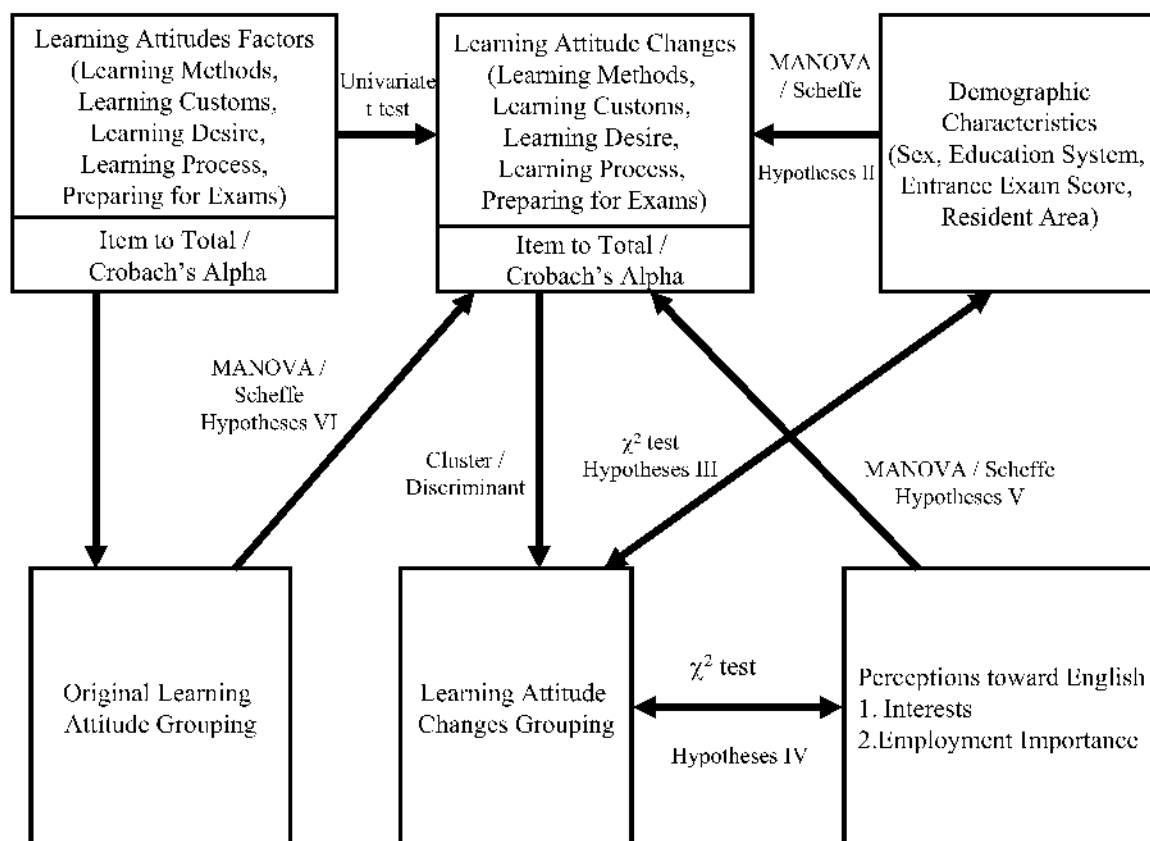 Learning Attitudes Factors
(Learning Methods,
Learning Customs,
Learning Desire,
Learning Process,
Preparing for Exams)
Item to Total /
Crobach's Alpha
Univariate
t test
Learning Attitude Changes
(Learning Methods,
Learning Customs,
Learning Desire,
Learning Process,
Preparing for Exams)
Item to Total /
Crobach's Alpha
MANOVA
/ Scheffe
Hypotheses II
Demographic
Characteristics
(Sex, Education System,
Entrance Exam Score,
Resident Area)
MANOVA /
Scheffe
Hypotheses VI
Cluster /
Discriminant
χ² test
Hypotheses III
MANOVA / Scheffe
Hypotheses V
Original Learning
Attitude Grouping
Learning Attitude
Changes Grouping
χ² test
Hypotheses IV
Perceptions toward English
1. Interests
2.Employment Importance